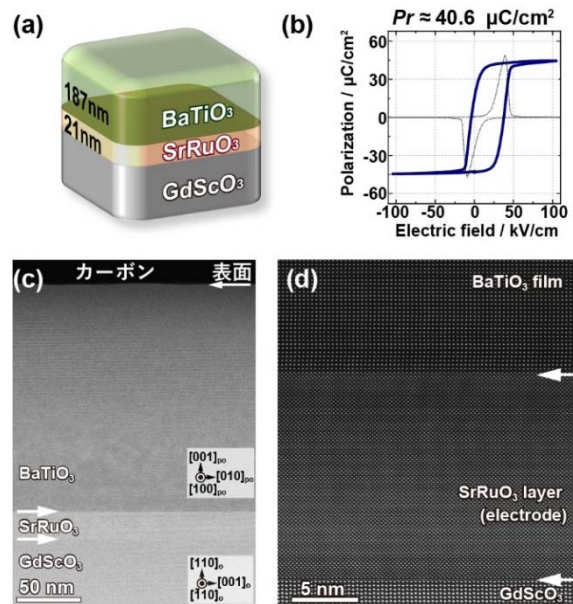 (a)
187nm
BaTiO₃
21nm
SrRuO₃
GdScO₃
(b)
Pr ≈ 40.6 μC/cm²
Polarization / μC/cm²
60
30
0
-30
-60
-100 -50 0 50 100
Electric field / kV/cm
(c)
カーボン
表面
[001]po
[010]po
[100]po
BaTiO₃
SrRuO₃
GdScO₃
[110]o
[001]o
[1̄10]o
50 nm
(d)
BaTiO₃ film
SrRuO₃ layer
(electrode)
GdScO₃
5 nm